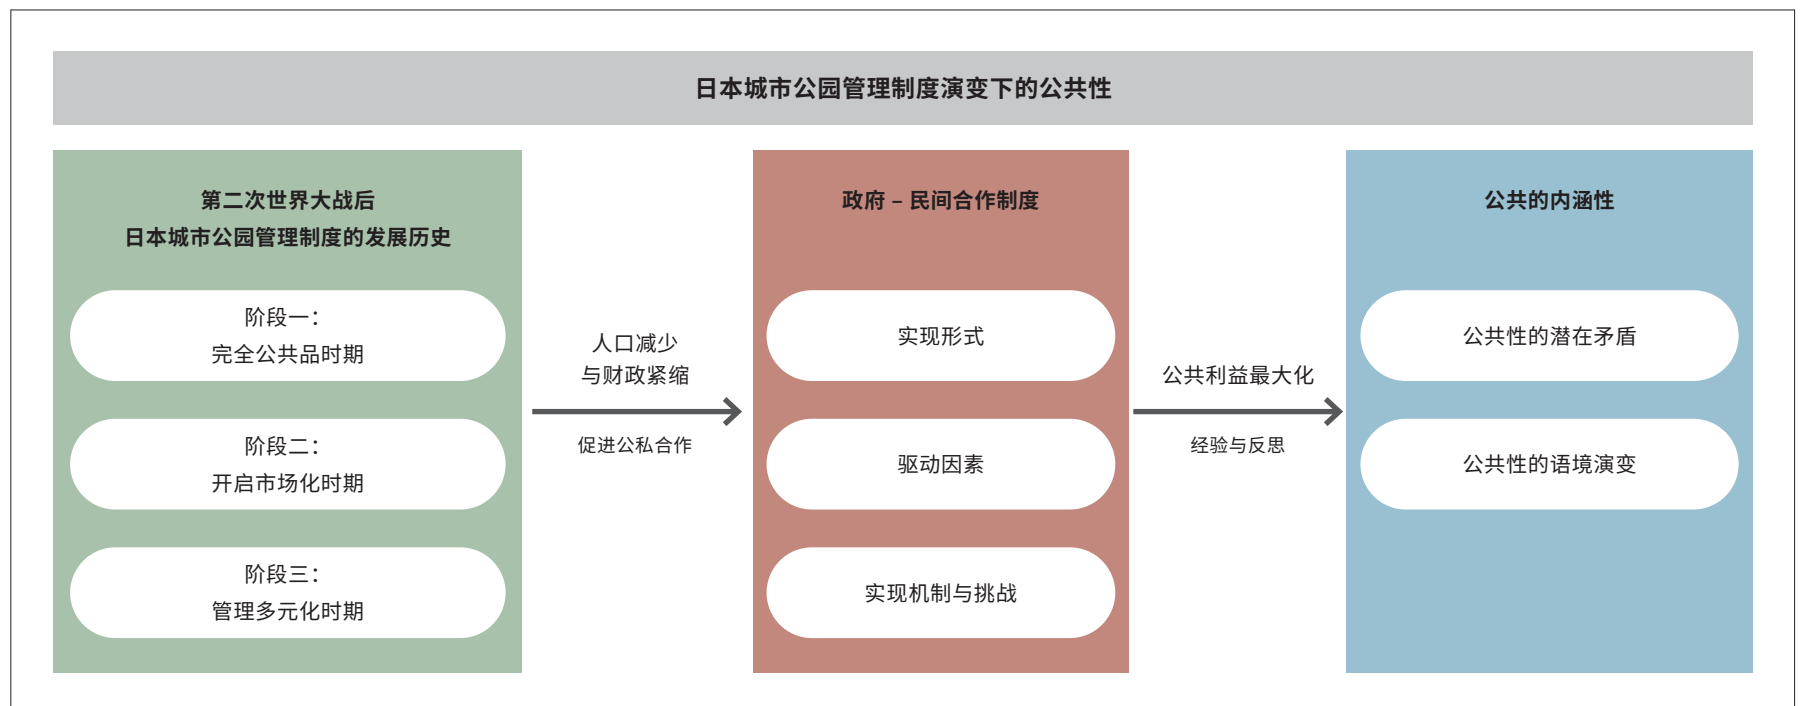 日本城市公园管理制度演变下的公共性
第二次世界大战后
日本城市公园管理制度的发展历史
阶段一：
完全公共品时期
阶段二：
开启市场化时期
阶段三：
管理多元化时期
人口减少
与财政紧缩
促进公私合作
政府 – 民间合作制度
实现形式
驱动因素
实现机制与挑战
公共利益最大化
经验与反思
公共的内涵性
公共性的潜在矛盾
公共性的语境演变